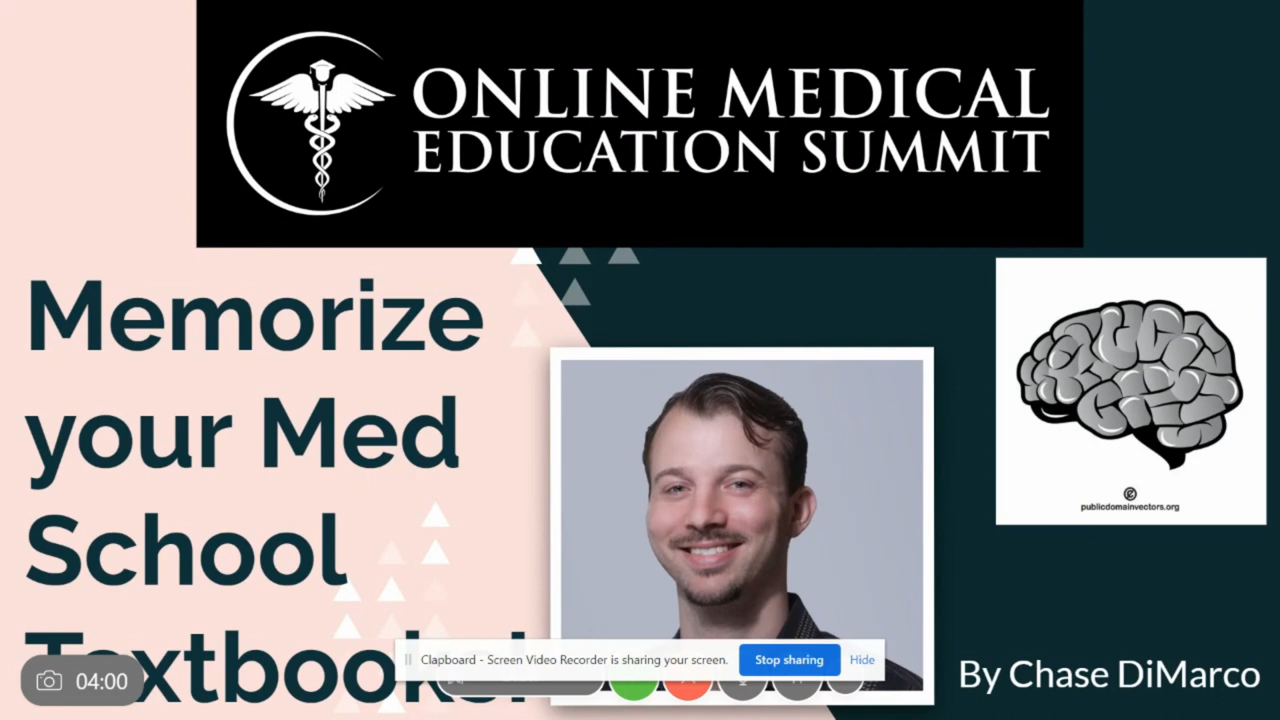 ONLINE MEDICAL
EDUCATION SUMMIT
Memorize
your Med
School
Textbooks!
publicdomainvectors.org
Clapboard - Screen Video Recorder is sharing your screen.
Stop sharing
Hide
04:00
By Chase DiMarco